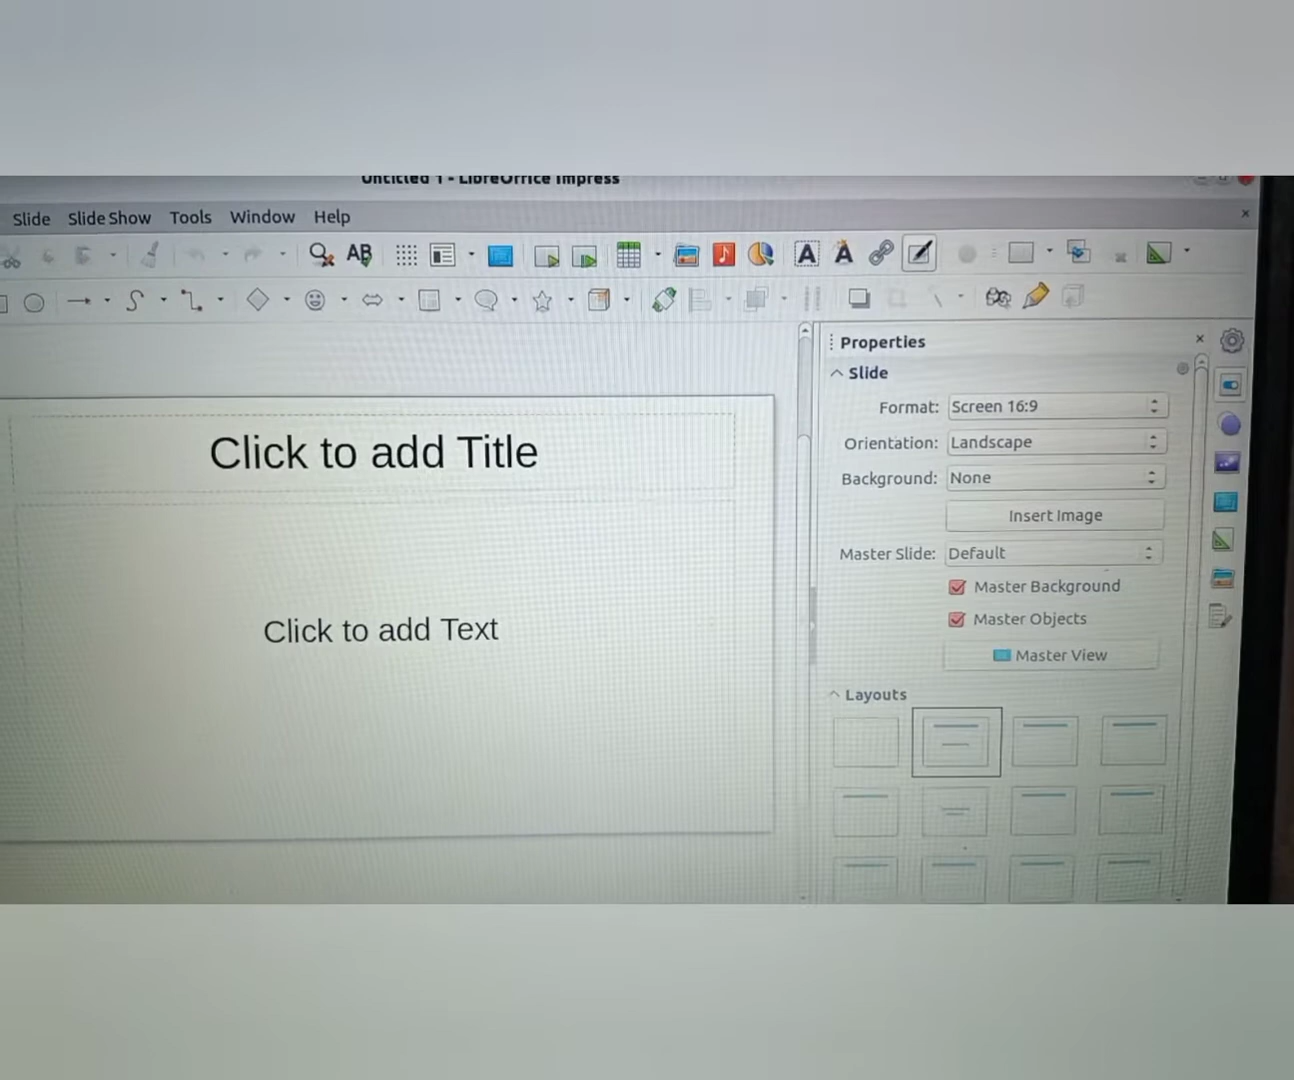 Untitled 1 - LibreOffice Impress
Slide Slide Show Tools Window Help
Properties
Slide
Format: Screen 16:9
Orientation: Landscape
Background: None
Insert Image
Master Slide: Default
Master Background
Master Objects
Master View
Layouts
Click to add Title
Click to add Text